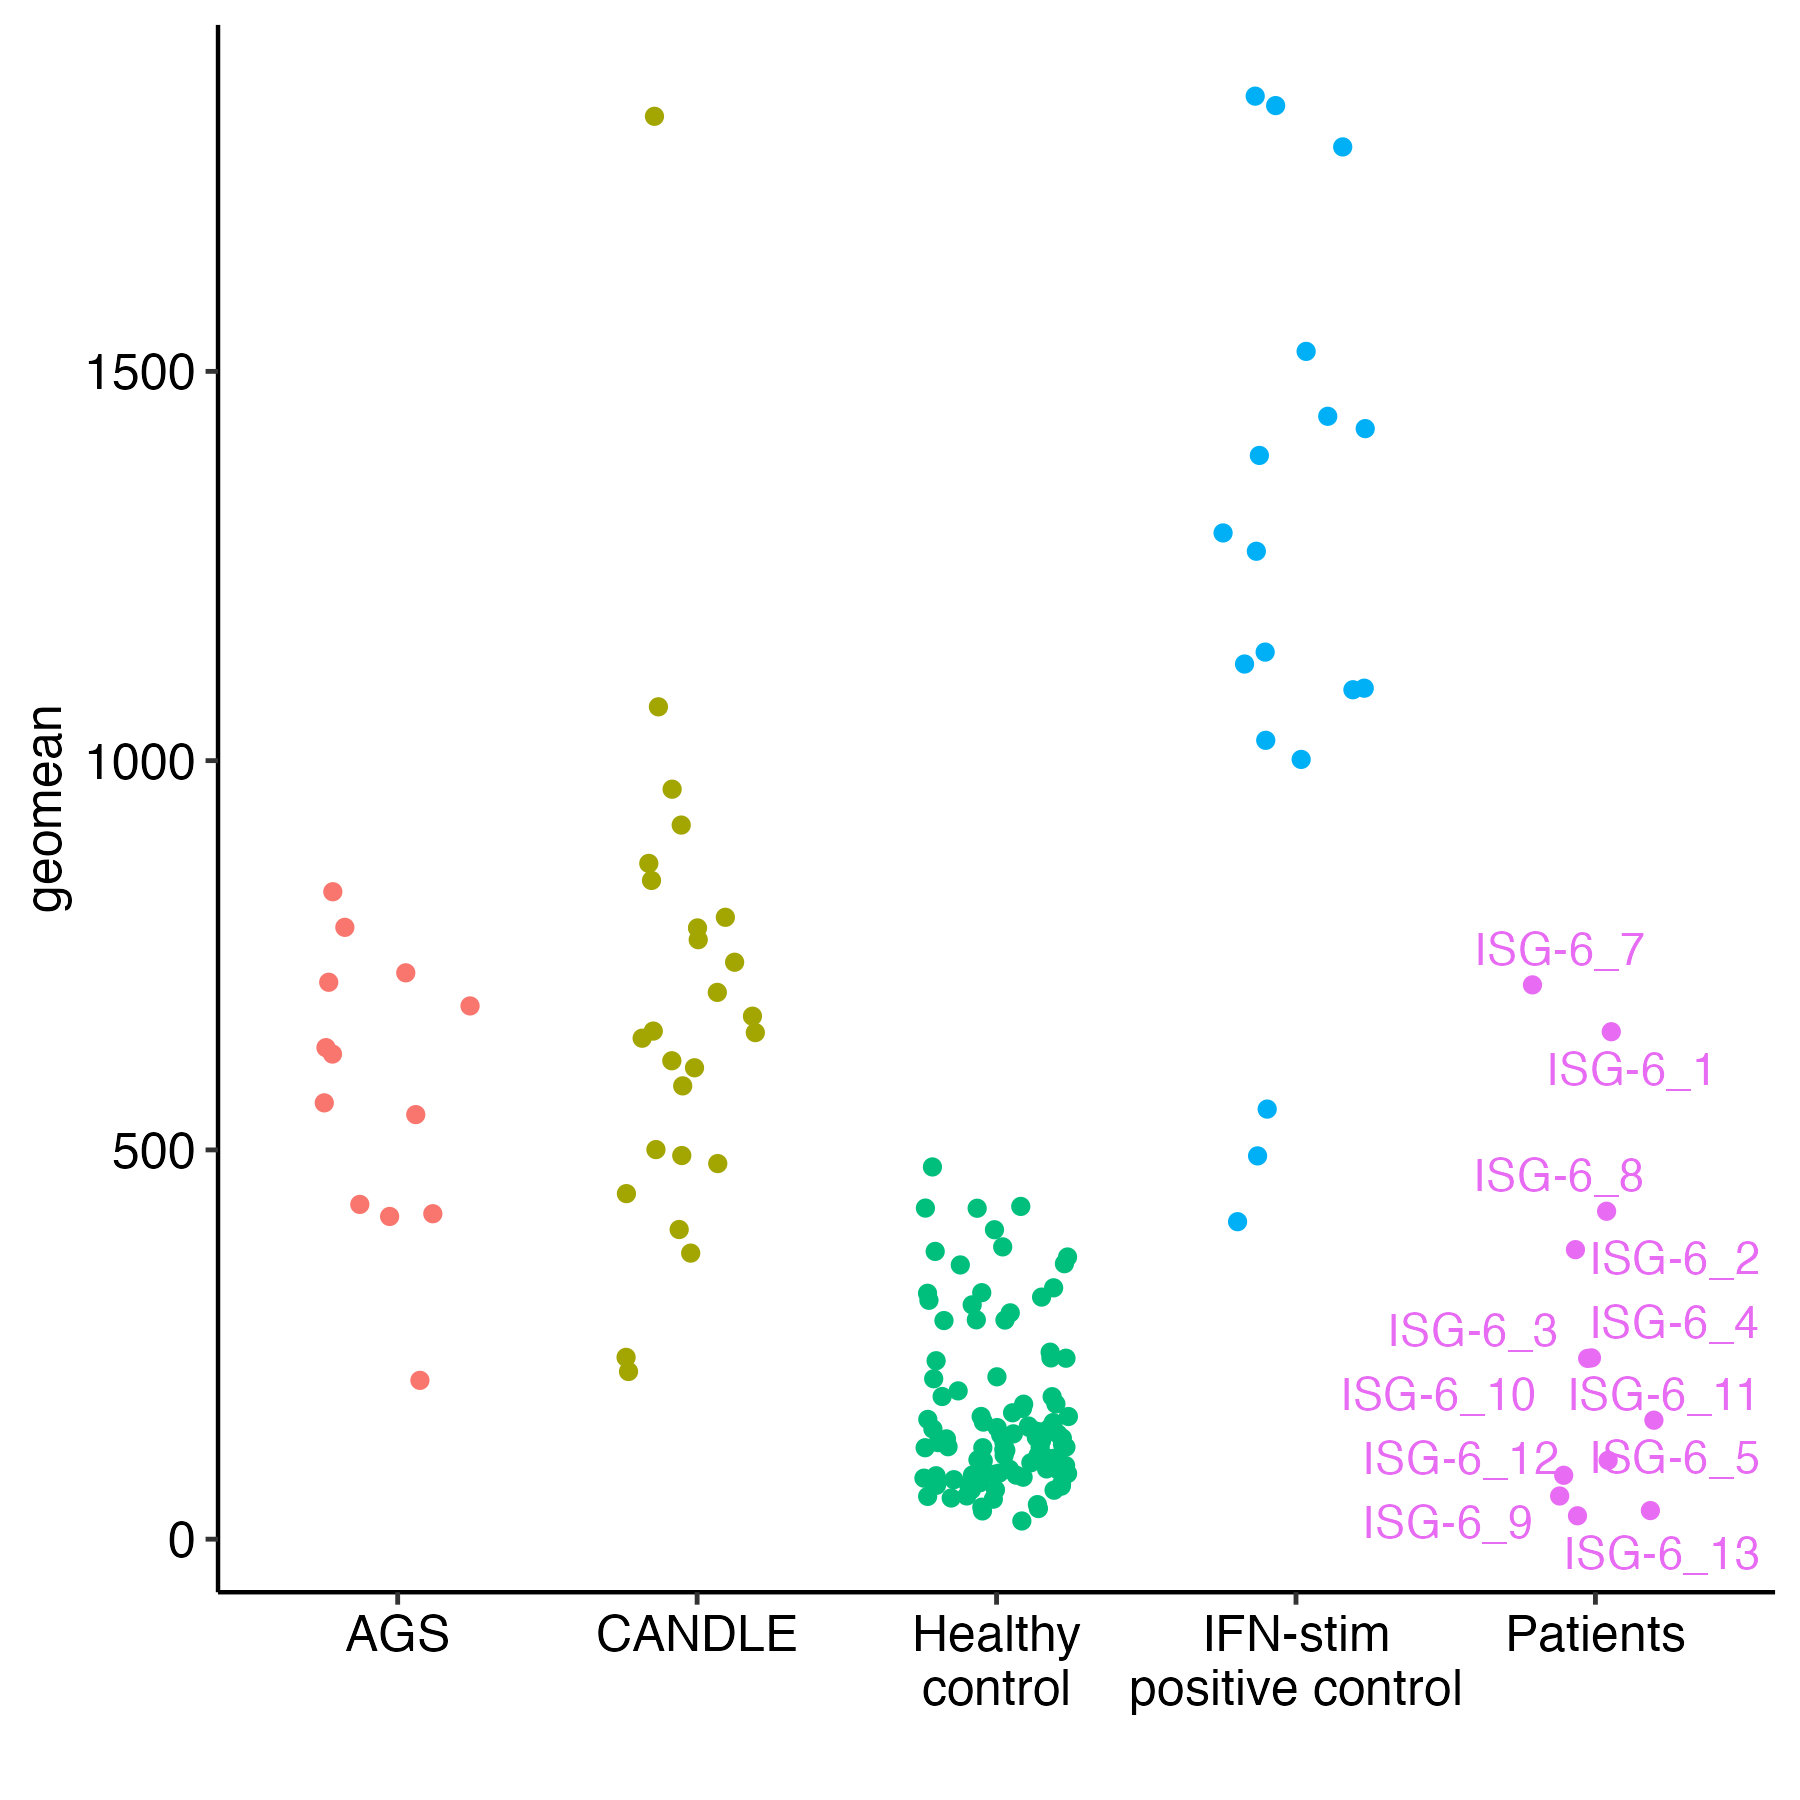 geomean
1500
1000
500
0
ISG-6_7
ISG-6_1
ISG-6_8
ISG-6_2
ISG-6_3
ISG-6_4
ISG-6_10
ISG-6_11
ISG-6_12
ISG-6_5
ISG-6_9
ISG-6_13
AGS
CANDLE
Healthy
control
IFN-stim
positive control
Patients